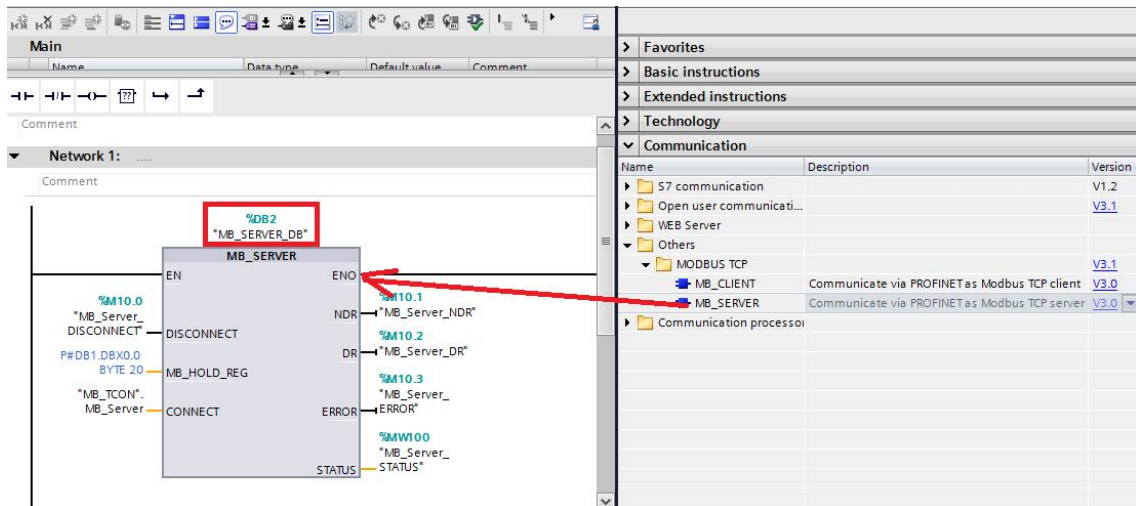 Main
Name Data type Default value Comment
??
Comment
Network 1: .....
Comment
%DB2
"MB_SERVER_DB"
MB_SERVER
EN ENO
%M10.0
"MB_Server_
DISCONNECT"
DISCONNECT
P#DB1.DBX0.0
BYTE 20
MB_HOLD_REG
"MB_TCON".
MB_Server
CONNECT
%M10.1
NDR
"MB_Server_NDR"
%M10.2
DR
"MB_Server_DR"
%M10.3
"MB_Server_
ERROR
ERROR"
%MW100
"MB_Server_
STATUS
STATUS"
Favorites
Basic instructions
Extended instructions
Technology
Communication
Name Description Version
S7 communication V1.2
Open user communicati... V3.1
WEB Server
Others
MODBUS TCP V3.1
MB_CLIENT Communicate via PROFINET as Modbus TCP client V3.0
MB_SERVER Communicate via PROFINET as Modbus TCP server V3.0
Communication processor